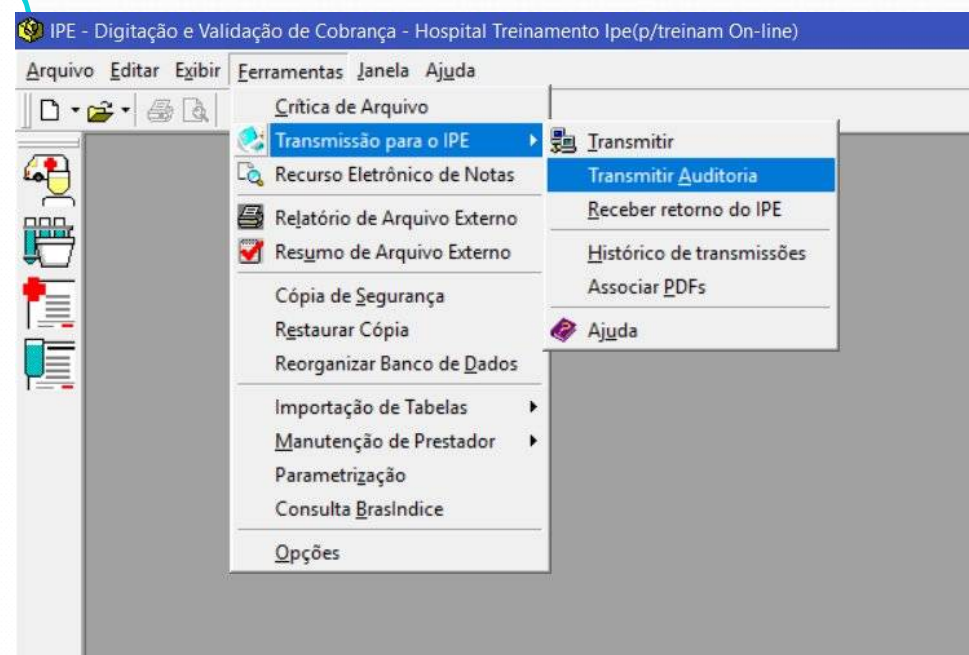 IPE - Digitação e Validação de Cobrança - Hospital Treinamento Ipe(p/treinam On-line)
Arquivo Editar Exibir Ferramentas Janela Ajuda
Crítica de Arquivo
Transmissão para o IPE
Recurso Eletrônico de Notas
Relatório de Arquivo Externo
Resumo de Arquivo Externo
Cópia de Segurança
Restaurar Cópia
Reorganizar Banco de Dados
Importação de Tabelas
Manutenção de Prestador
Parametrização
Consulta BrasIndice
Opções
Transmitir
Transmitir Auditoria
Receber retorno do IPE
Histórico de transmissões
Associar PDFs
Ajuda